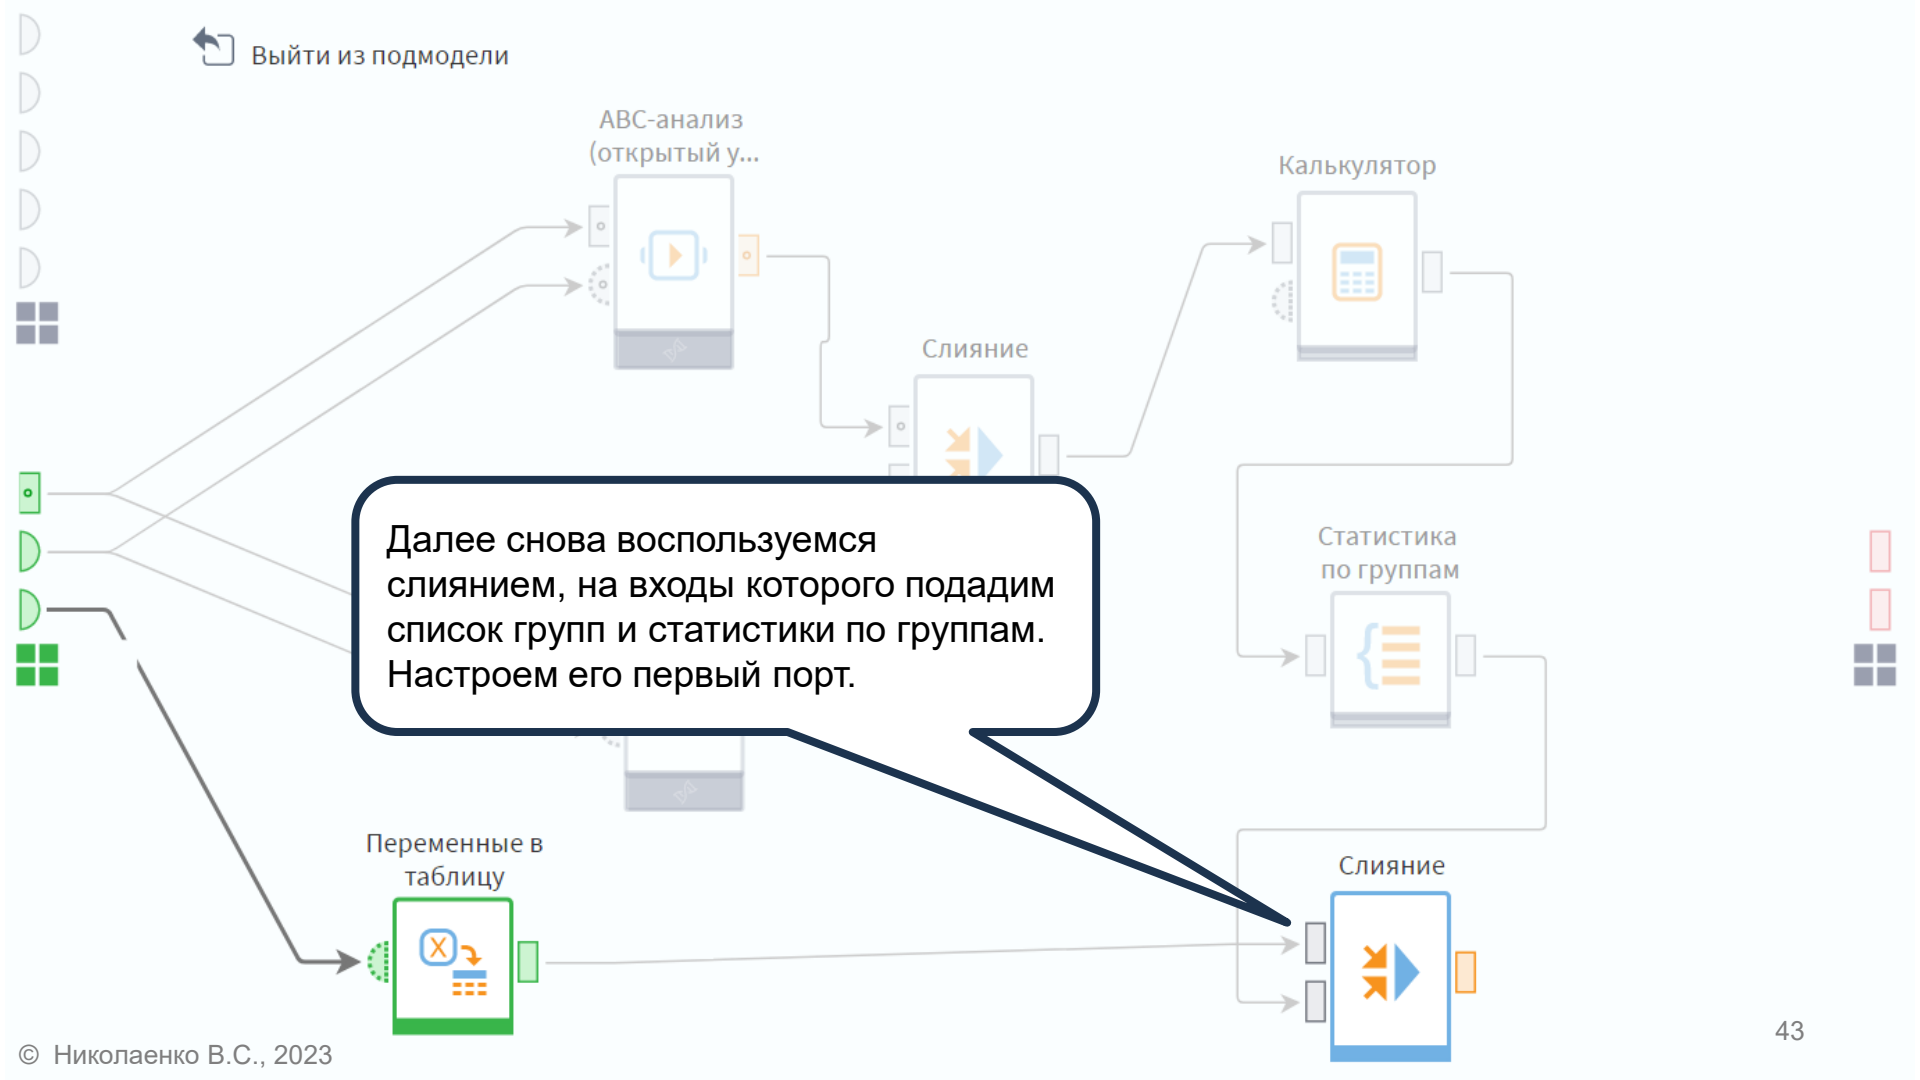 Выйти из подмодели
ABC-анализ
(открытый у...
Калькулятор
Слияние
Далее снова воспользуемся
слиянием, на входы которого подадим
список групп и статистики по группам.
Настроем его первый порт.
Статистика
по группам
Переменные в
таблицу
Слияние
43
© Николаенко В.С., 2023